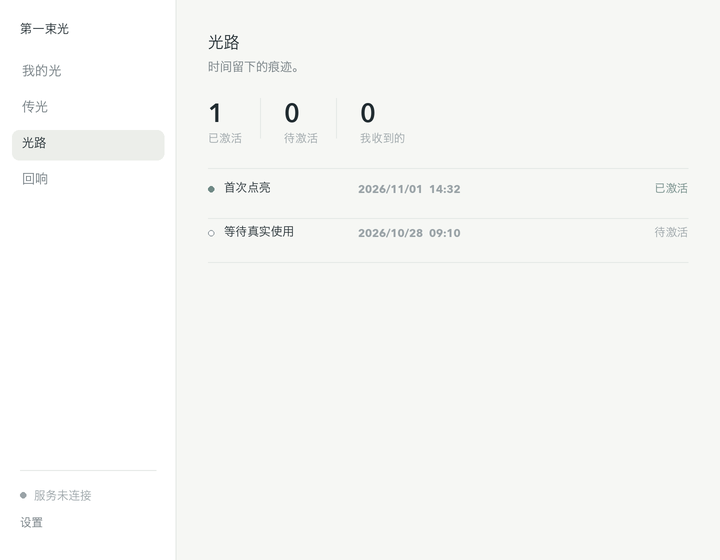 第一束光
我的光
传光
光路
回响
服务未连接
设置
光路
时间留下的痕迹。
1 0 0
已激活 待激活 我收到的
首次点亮 2026/11/01 14:32 已激活
等待真实使用 2026/10/28 09:10 待激活